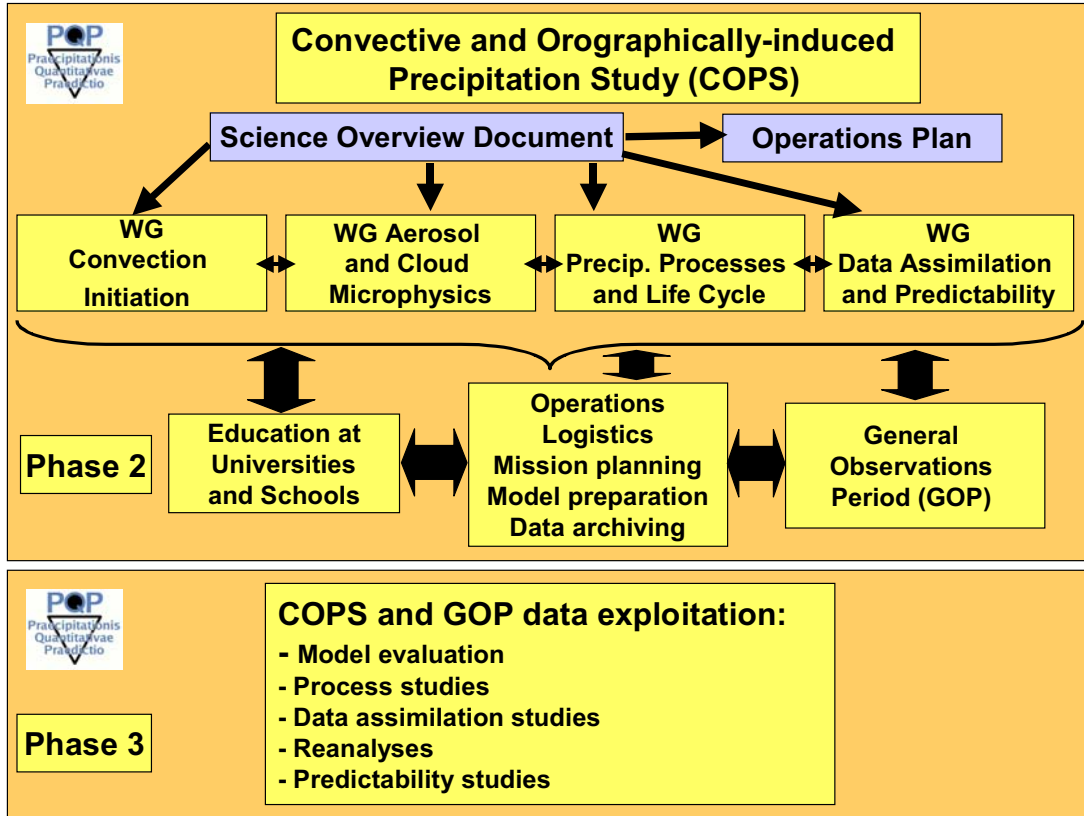 PQP
Praecipitationis
Quantitativae
Praedictio
Convective and Orographically-induced
Precipitation Study (COPS)
Science Overview Document
Operations Plan
WG
Convection
Initiation
WG Aerosol
and Cloud
Microphysics
WG
Precip. Processes
and Life Cycle
WG
Data Assimilation
and Predictability
Phase 2
Education at
Universities
and Schools
Operations
Logistics
Mission planning
Model preparation
Data archiving
General
Observations
Period (GOP)
PQP
Praecipitationis
Quantitativae
Praedictio
Phase 3
COPS and GOP data exploitation:
- Model evaluation
- Process studies
- Data assimilation studies
- Reanalyses
- Predictability studies